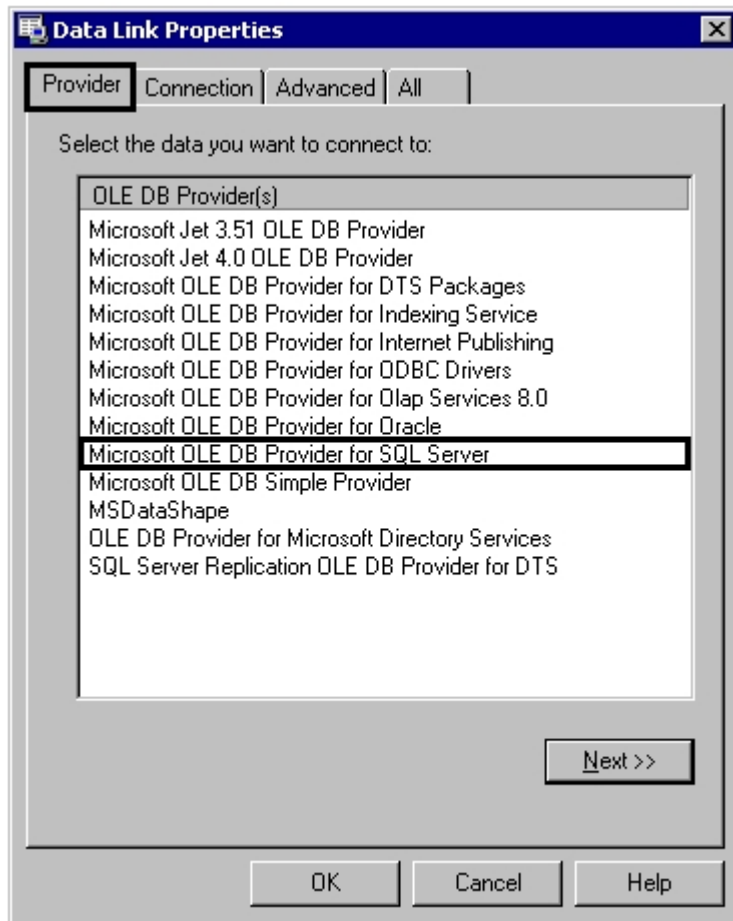 Data Link Properties
Provider Connection Advanced All
Select the data you want to connect to:
OLE DB Provider(s)
Microsoft Jet 3.51 OLE DB Provider
Microsoft Jet 4.0 OLE DB Provider
Microsoft OLE DB Provider for DTS Packages
Microsoft OLE DB Provider for Indexing Service
Microsoft OLE DB Provider for Internet Publishing
Microsoft OLE DB Provider for ODBC Drivers
Microsoft OLE DB Provider for Olap Services 8.0
Microsoft OLE DB Provider for Oracle
Microsoft OLE DB Provider for SQL Server
Microsoft OLE DB Simple Provider
MSDataShape
OLE DB Provider for Microsoft Directory Services
SQL Server Replication OLE DB Provider for DTS
Next >>
OK Cancel Help